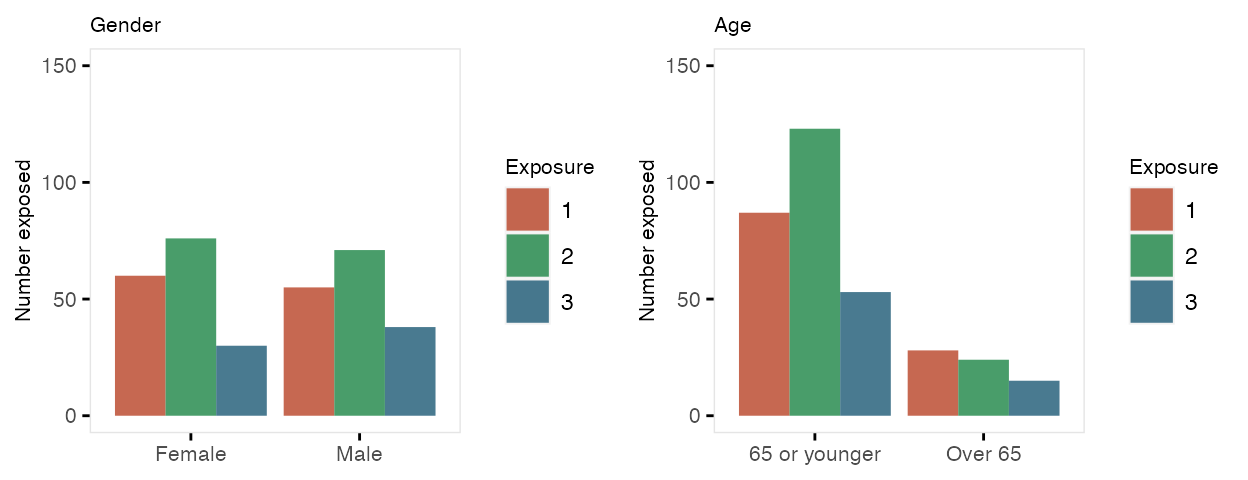 Gender
150
100
50
0
Number exposed
Female Male
Exposure
1
2
3
Age
150
100
50
0
Number exposed
65 or younger Over 65
Exposure
1
2
3